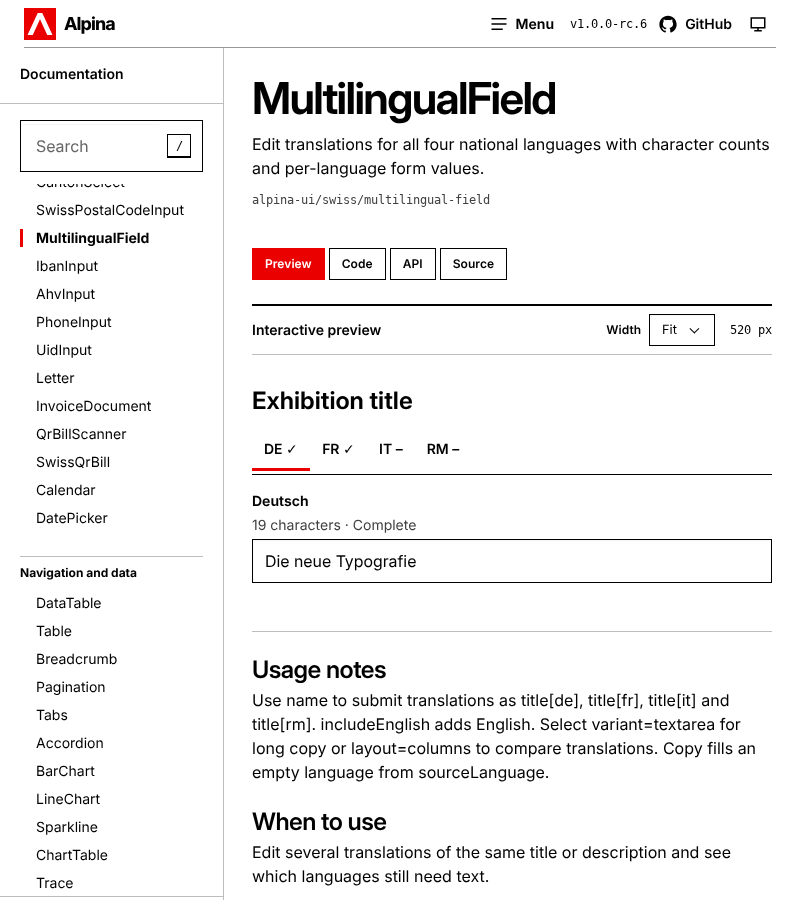 Alpina
Menu
v1.0.0-rc.6
GitHub
Documentation
Search
/
CantonSelect
SwissPostalCodeInput
MultilingualField
IbanInput
AhvInput
PhoneInput
UidInput
Letter
InvoiceDocument
QrBillScanner
SwissQrBill
Calendar
DatePicker
Navigation and data
DataTable
Table
Breadcrumb
Pagination
Tabs
Accordion
BarChart
LineChart
Sparkline
ChartTable
Trace
MultilingualField
Edit translations for all four national languages with character counts
and per-language form values.
alpina-ui/swiss/multilingual-field
Preview
Code
API
Source
Interactive preview
Width
Fit
520 px
Exhibition title
DE ✓
FR ✓
IT –
RM –
Deutsch
19 characters · Complete
Die neue Typografie
Usage notes
Use name to submit translations as title[de], title[fr], title[it] and
title[rm]. includeEnglish adds English. Select variant=textarea for
long copy or layout=columns to compare translations. Copy fills an
empty language from sourceLanguage.
When to use
Edit several translations of the same title or description and see
which languages still need text.